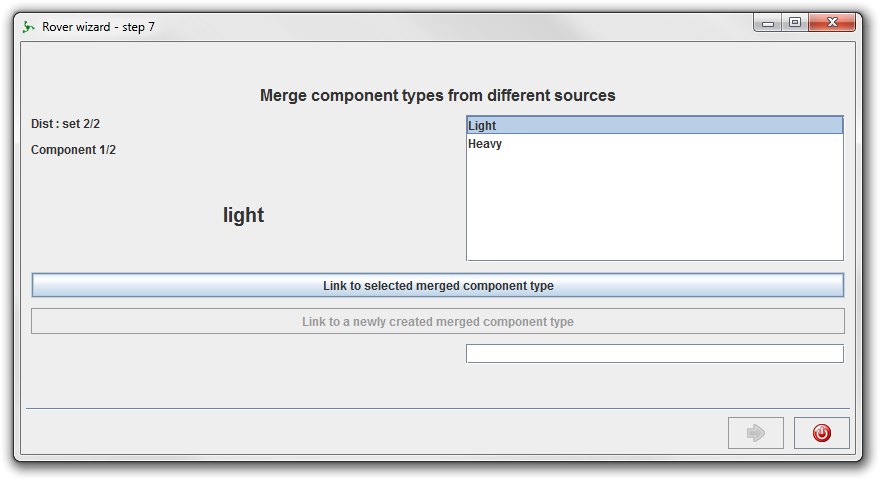 Rover wizard - step 7
Merge component types from different sources
Dist : set 2/2
Component 1/2
light
Light
Heavy
Link to selected merged component type
Link to a newly created merged component type